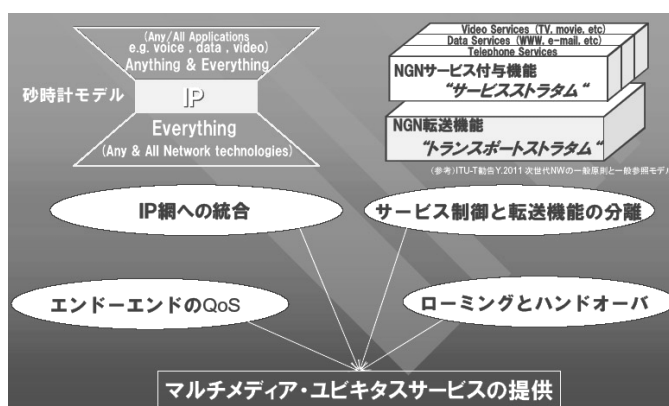 (Any/All Applications
e.g. voice , data , video)
Anything & Everything
砂時計モデル
IP
Everything
(Any & All Network technologies)
Video Services (TV, movie, etc)
Data Services (WWW, e-mail, etc)
Telephone Services
NGNサービス付与機能
“サービスストラタム“
NGN転送機能
“トランスポートストラタム“
(参考)ITU-T勧告Y.2011 次世代NWの一般原則と一般参照モデル
IP網への統合
サービス制御と転送機能の分離
エンドーエンドのQoS
ローミングとハンドオーバ
マルチメディア・ユビキタスサービスの提供